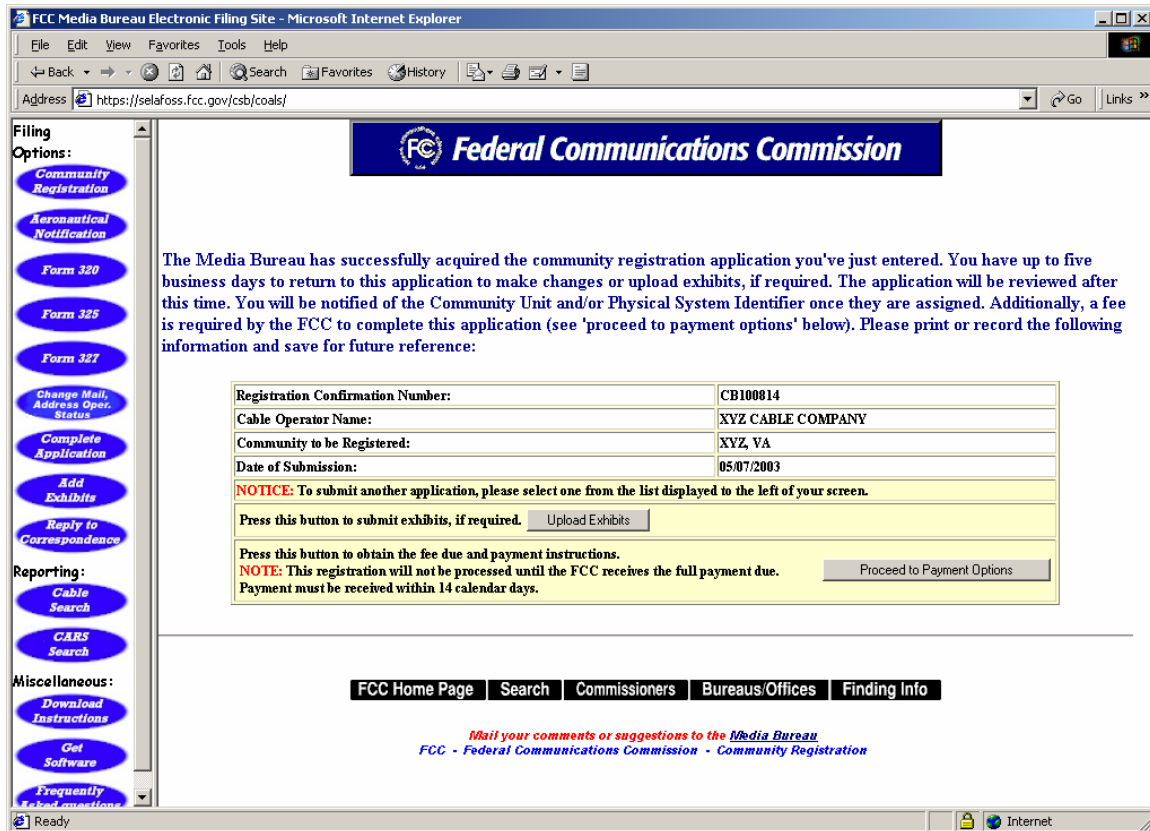 FCC Media Bureau Electronic Filing Site - Microsoft Internet Explorer
File Edit View Favorites Tools Help
Back Search Favorites History
Address https://selafoss.fcc.gov/csb/coals/ Go Links »
Filing
Options:
Community
Registration
Aeronautical
Notification
Form 320
Form 325
Form 327
Change Mail,
Address Oper.
Status
Complete
Application
Add
Exhibits
Reply to
Correspondence
Reporting:
Cable
Search
CARS
Search
Miscellaneous:
Download
Instructions
Get
Software
Frequently
Asked questions
FCC Federal Communications Commission
The Media Bureau has successfully acquired the community registration application you've just entered. You have up to five
business days to return to this application to make changes or upload exhibits, if required. The application will be reviewed after
this time. You will be notified of the Community Unit and/or Physical System Identifier once they are assigned. Additionally, a fee
is required by the FCC to complete this application (see 'proceed to payment options' below). Please print or record the following
information and save for future reference:
Registration Confirmation Number: CB100814
Cable Operator Name: XYZ CABLE COMPANY
Community to be Registered: XYZ, VA
Date of Submission: 05/07/2003
NOTICE: To submit another application, please select one from the list displayed to the left of your screen.
Press this button to submit exhibits, if required. Upload Exhibits
Press this button to obtain the fee due and payment instructions.
NOTE: This registration will not be processed until the FCC receives the full payment due. Proceed to Payment Options
Payment must be received within 14 calendar days.
FCC Home Page Search Commissioners Bureaus/Offices Finding Info
Mail your comments or suggestions to the Media Bureau
FCC - Federal Communications Commission - Community Registration
Ready Internet